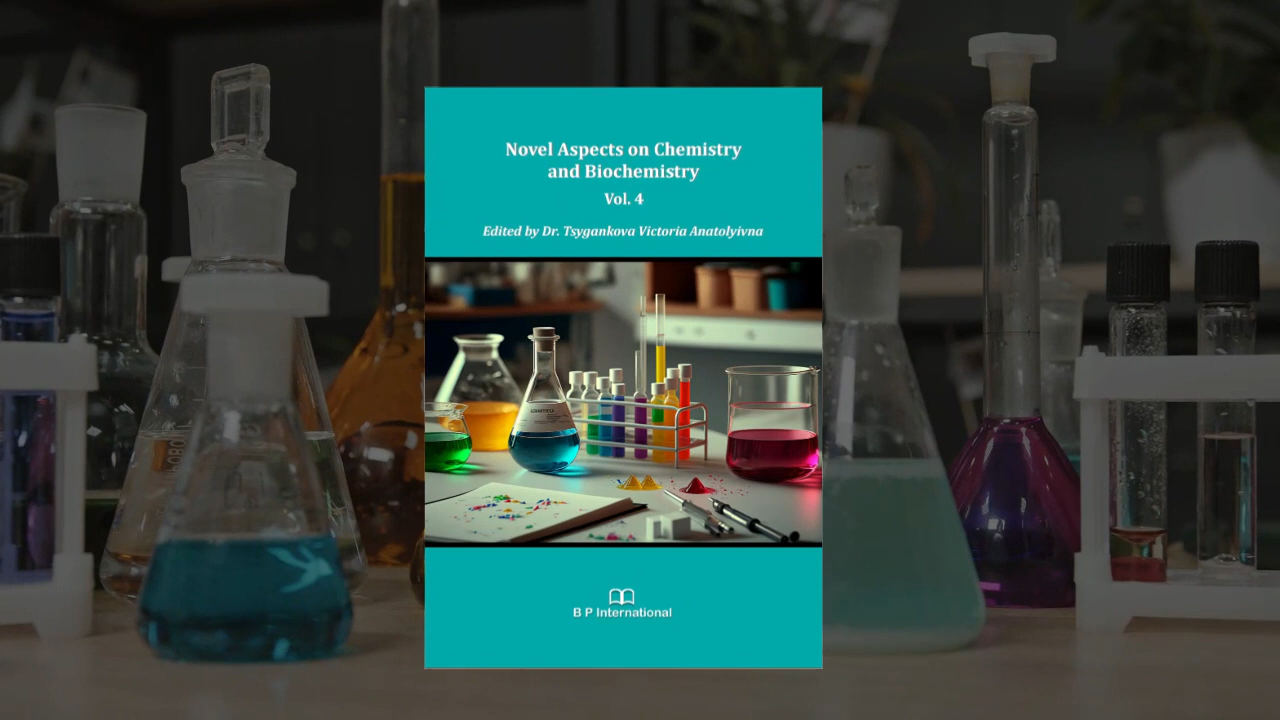 Novel Aspects on Chemistry
and Biochemistry
Vol. 4
Edited by Dr. Tsygankova Victoria Anatolyivna
B P International